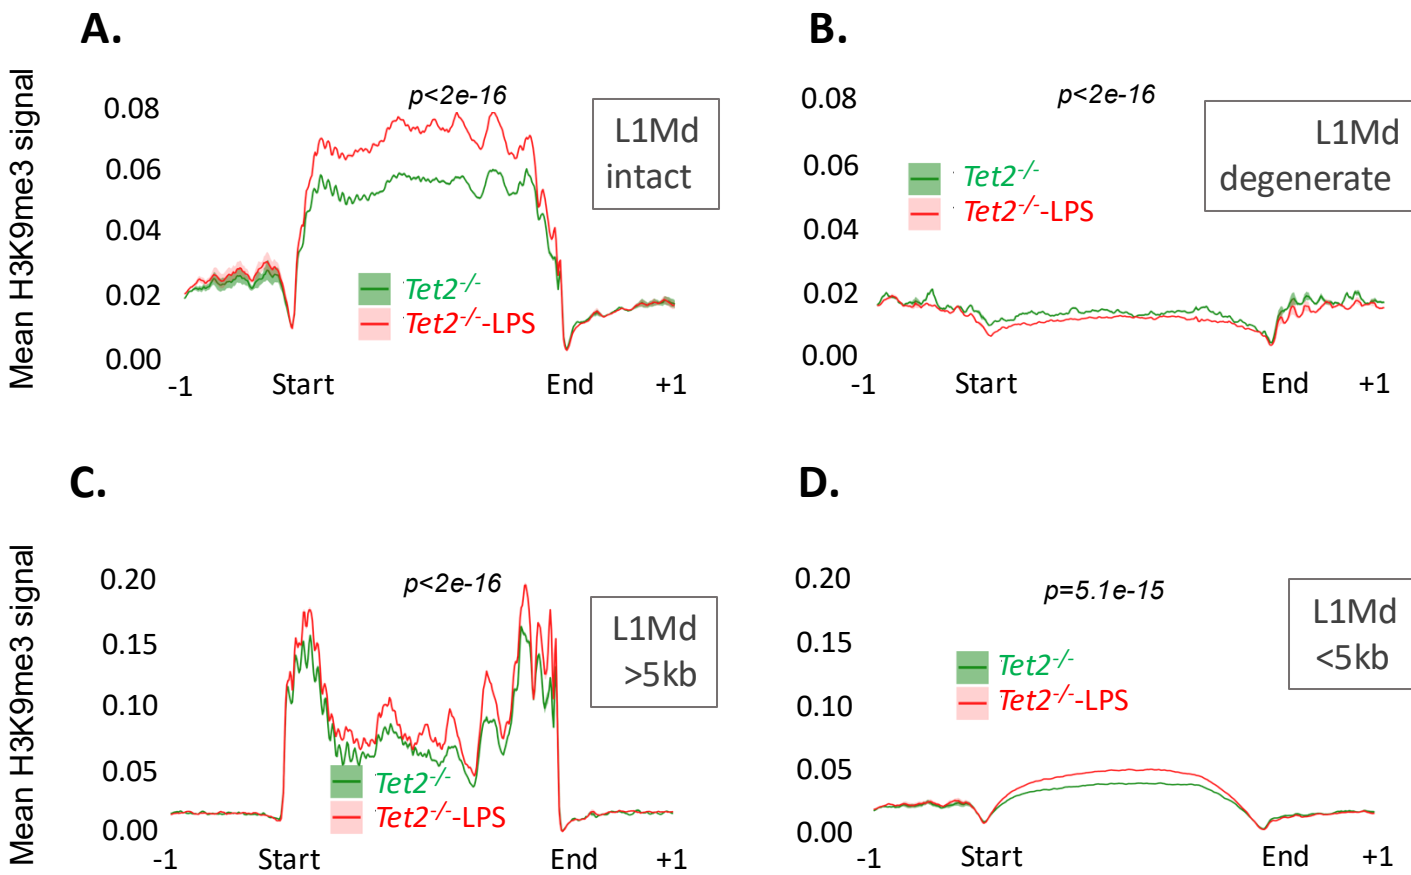 A.
Mean H3K9me3 signal
0.08
0.06
0.04
0.02
0.00
p<2e-16
L1Md
intact
Tet2-/-
Tet2-/--LPS
-1
Start
End
+1
B.
0.08
0.06
0.04
0.02
0.00
p<2e-16
L1Md
degenerate
Tet2-/-
Tet2-/--LPS
-1
Start
End
+1
C.
Mean H3K9me3 signal
0.20
0.15
0.10
0.05
0.00
p<2e-16
L1Md
>5kb
Tet2-/-
Tet2-/--LPS
-1
Start
End
+1
D.
0.20
0.15
0.10
0.05
0.00
p=5.1e-15
L1Md
<5kb
Tet2-/-
Tet2-/--LPS
-1
Start
End
+1